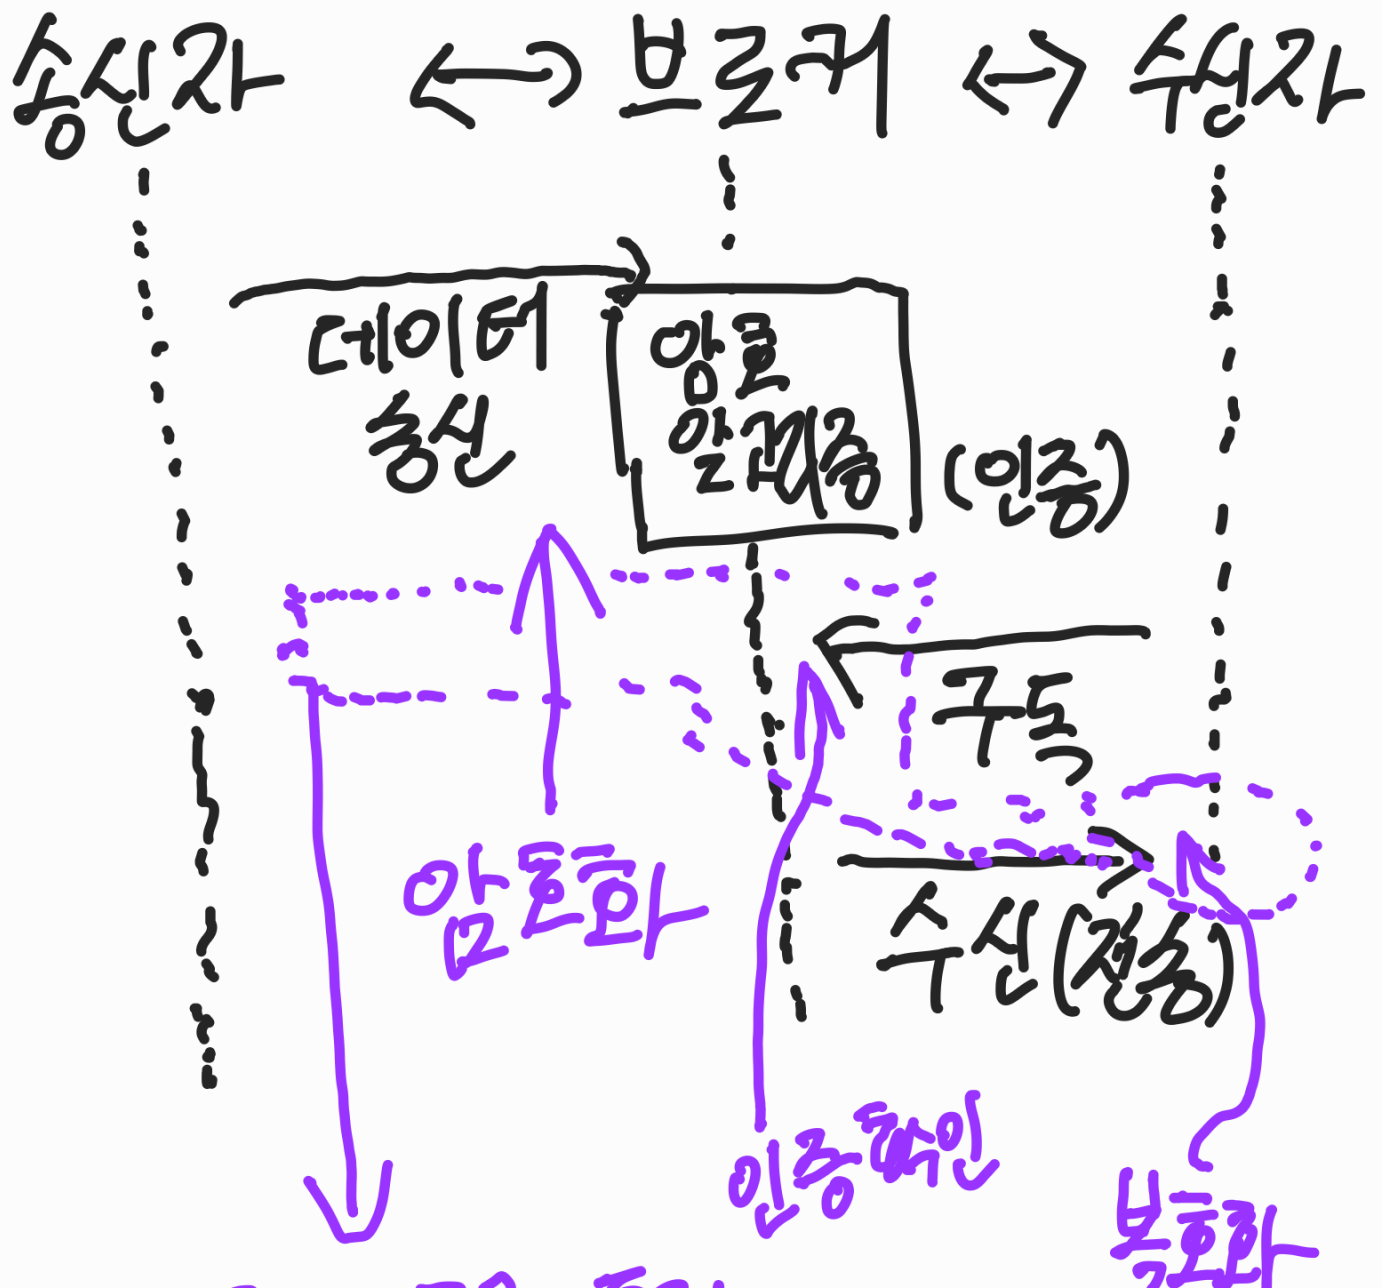 송신자 ↔ 브로커 ↔ 수신자
데이터
송신
암호
알고리즘
(인증)
구독
암호화
수신(전송)
인증확인
복호화